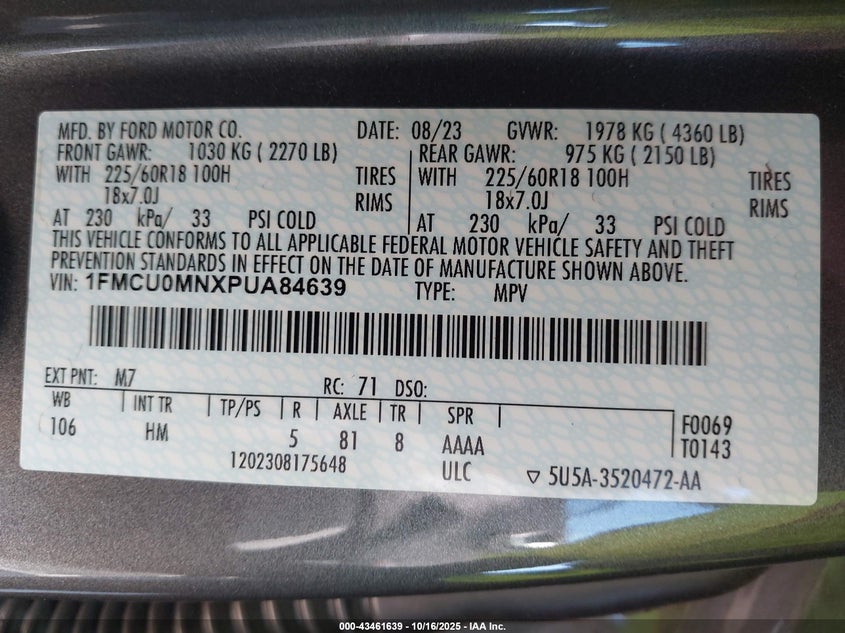 MFD. BY FORD MOTOR CO. DATE: 08/23 GVWR: 1978 KG ( 4360 LB)
FRONT GAWR: 1030 KG ( 2270 LB) REAR GAWR: 975 KG ( 2150 LB)
WITH 225/60R18 100H TIRES WITH 225/60R18 100H TIRES
18x7.0J RIMS 18x7.0J RIMS
AT 230 kPa/ 33 PSI COLD AT 230 kPa/ 33 PSI COLD
THIS VEHICLE CONFORMS TO ALL APPLICABLE FEDERAL MOTOR VEHICLE SAFETY AND THEFT
PREVENTION STANDARDS IN EFFECT ON THE DATE OF MANUFACTURE SHOWN ABOVE.
VIN: 1FMCU0MNXPUA84639 TYPE: MPV
EXT PNT: M7 RC: 71 DSO:
WB INT TR TP/PS R AXLE TR SPR F0069
106 HM 5 81 8 AAAA T0143
1202308175648 ULC ▽ 5U5A-3520472-AA
000-43461639 - 10/16/2025 - IAA Inc.